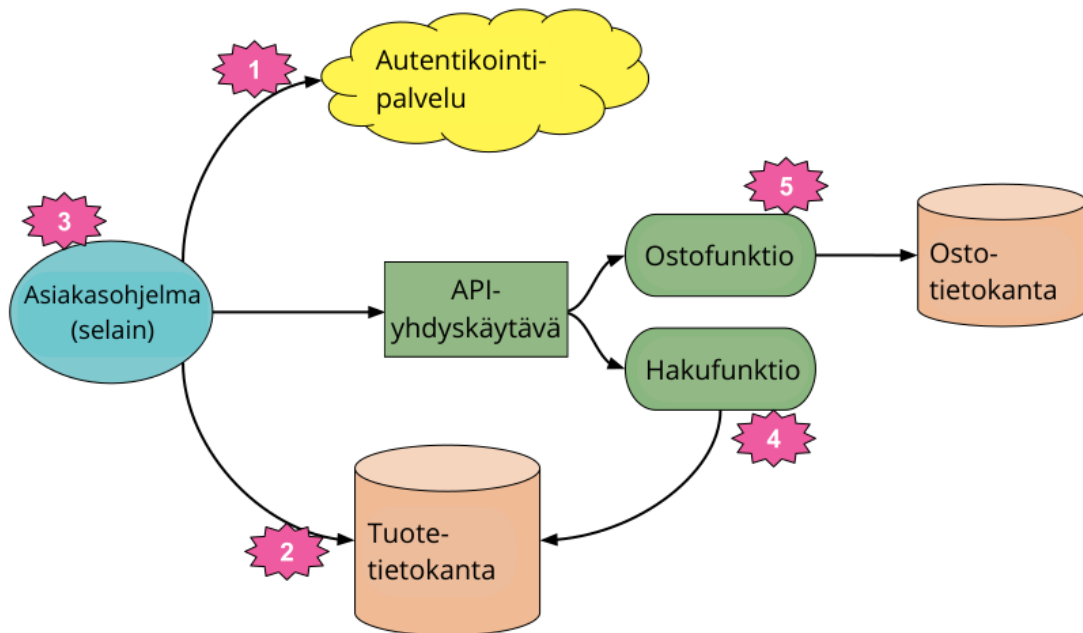 1
Autentikointi-
palvelu
3
Asiakasohjelma
(selain)
API-
yhdyskäytävä
5
Ostofunktio
Osto-
tietokanta
Hakufunktio
4
2
Tuote-
tietokanta